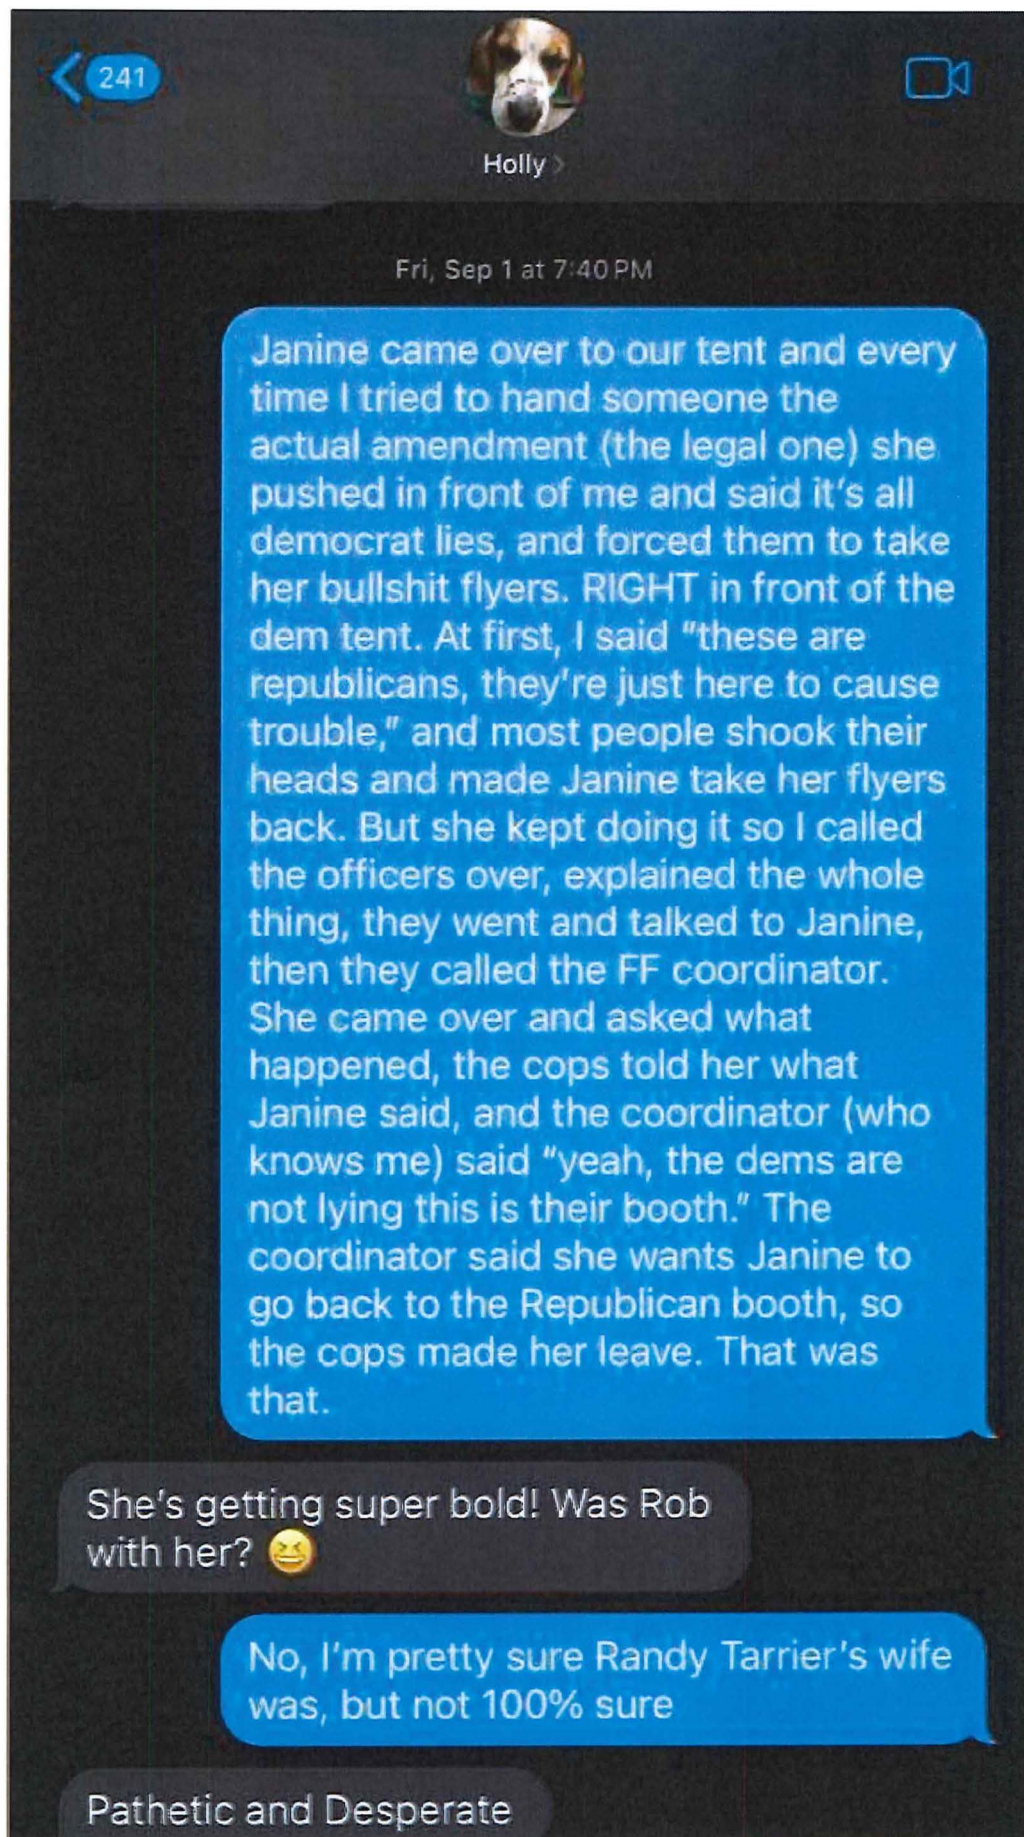 241
Holly
Fri, Sep 1 at 7:40 PM
Janine came over to our tent and every
time I tried to hand someone the
actual amendment (the legal one) she
pushed in front of me and said it's all
democrat lies, and forced them to take
her bullshit flyers. RIGHT in front of the
dem tent. At first, I said "these are
republicans, they're just here to cause
trouble," and most people shook their
heads and made Janine take her flyers
back. But she kept doing it so I called
the officers over, explained the whole
thing, they went and talked to Janine,
then they called the FF coordinator.
She came over and asked what
happened, the cops told her what
Janine said, and the coordinator (who
knows me) said "yeah, the dems are
not lying this is their booth." The
coordinator said she wants Janine to
go back to the Republican booth, so
the cops made her leave. That was
that.
She's getting super bold! Was Rob
with her? 😆
No, I'm pretty sure Randy Tarrier's wife
was, but not 100% sure
Pathetic and Desperate